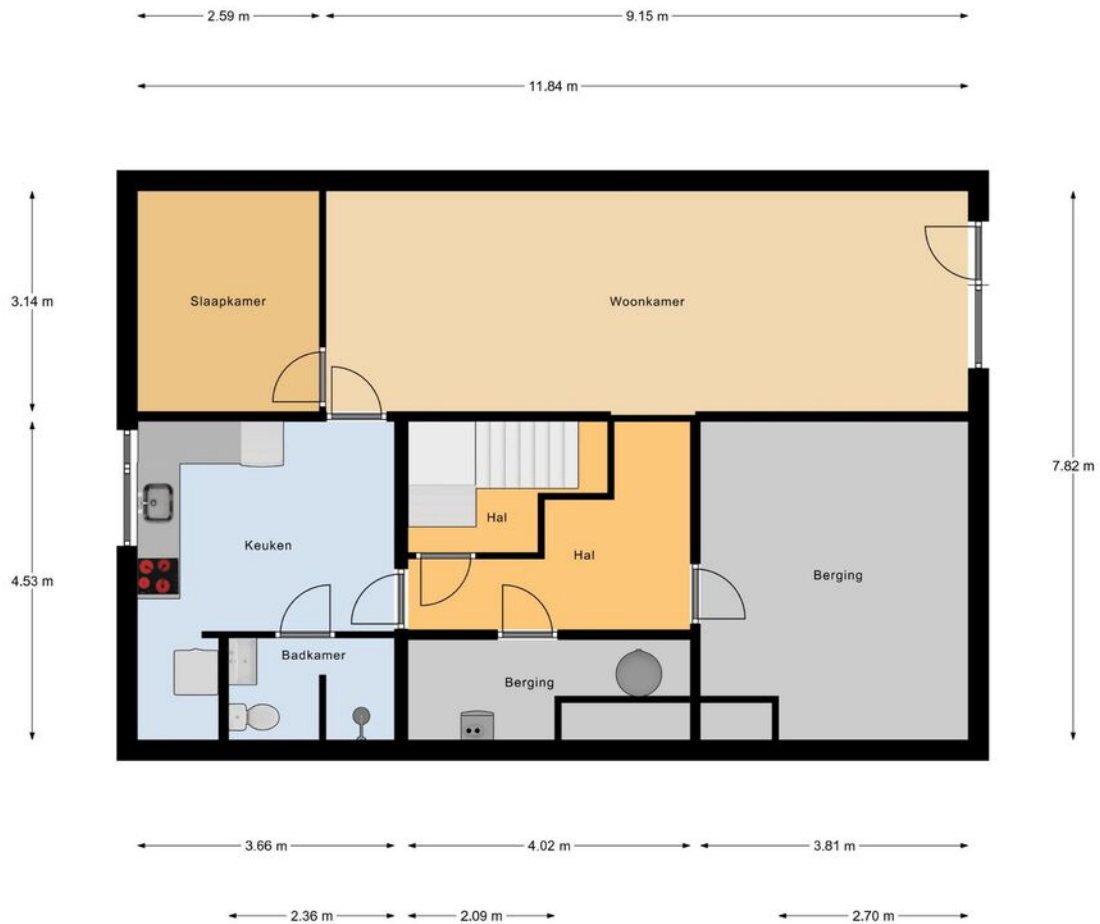 2.59 m
9.15 m
11.84 m
3.14 m
Slaapkamer
Woonkamer
7.82 m
4.53 m
Keuken
Hal
Hal
Berging
Badkamer
Berging
3.66 m
4.02 m
3.81 m
2.36 m
2.09 m
2.70 m